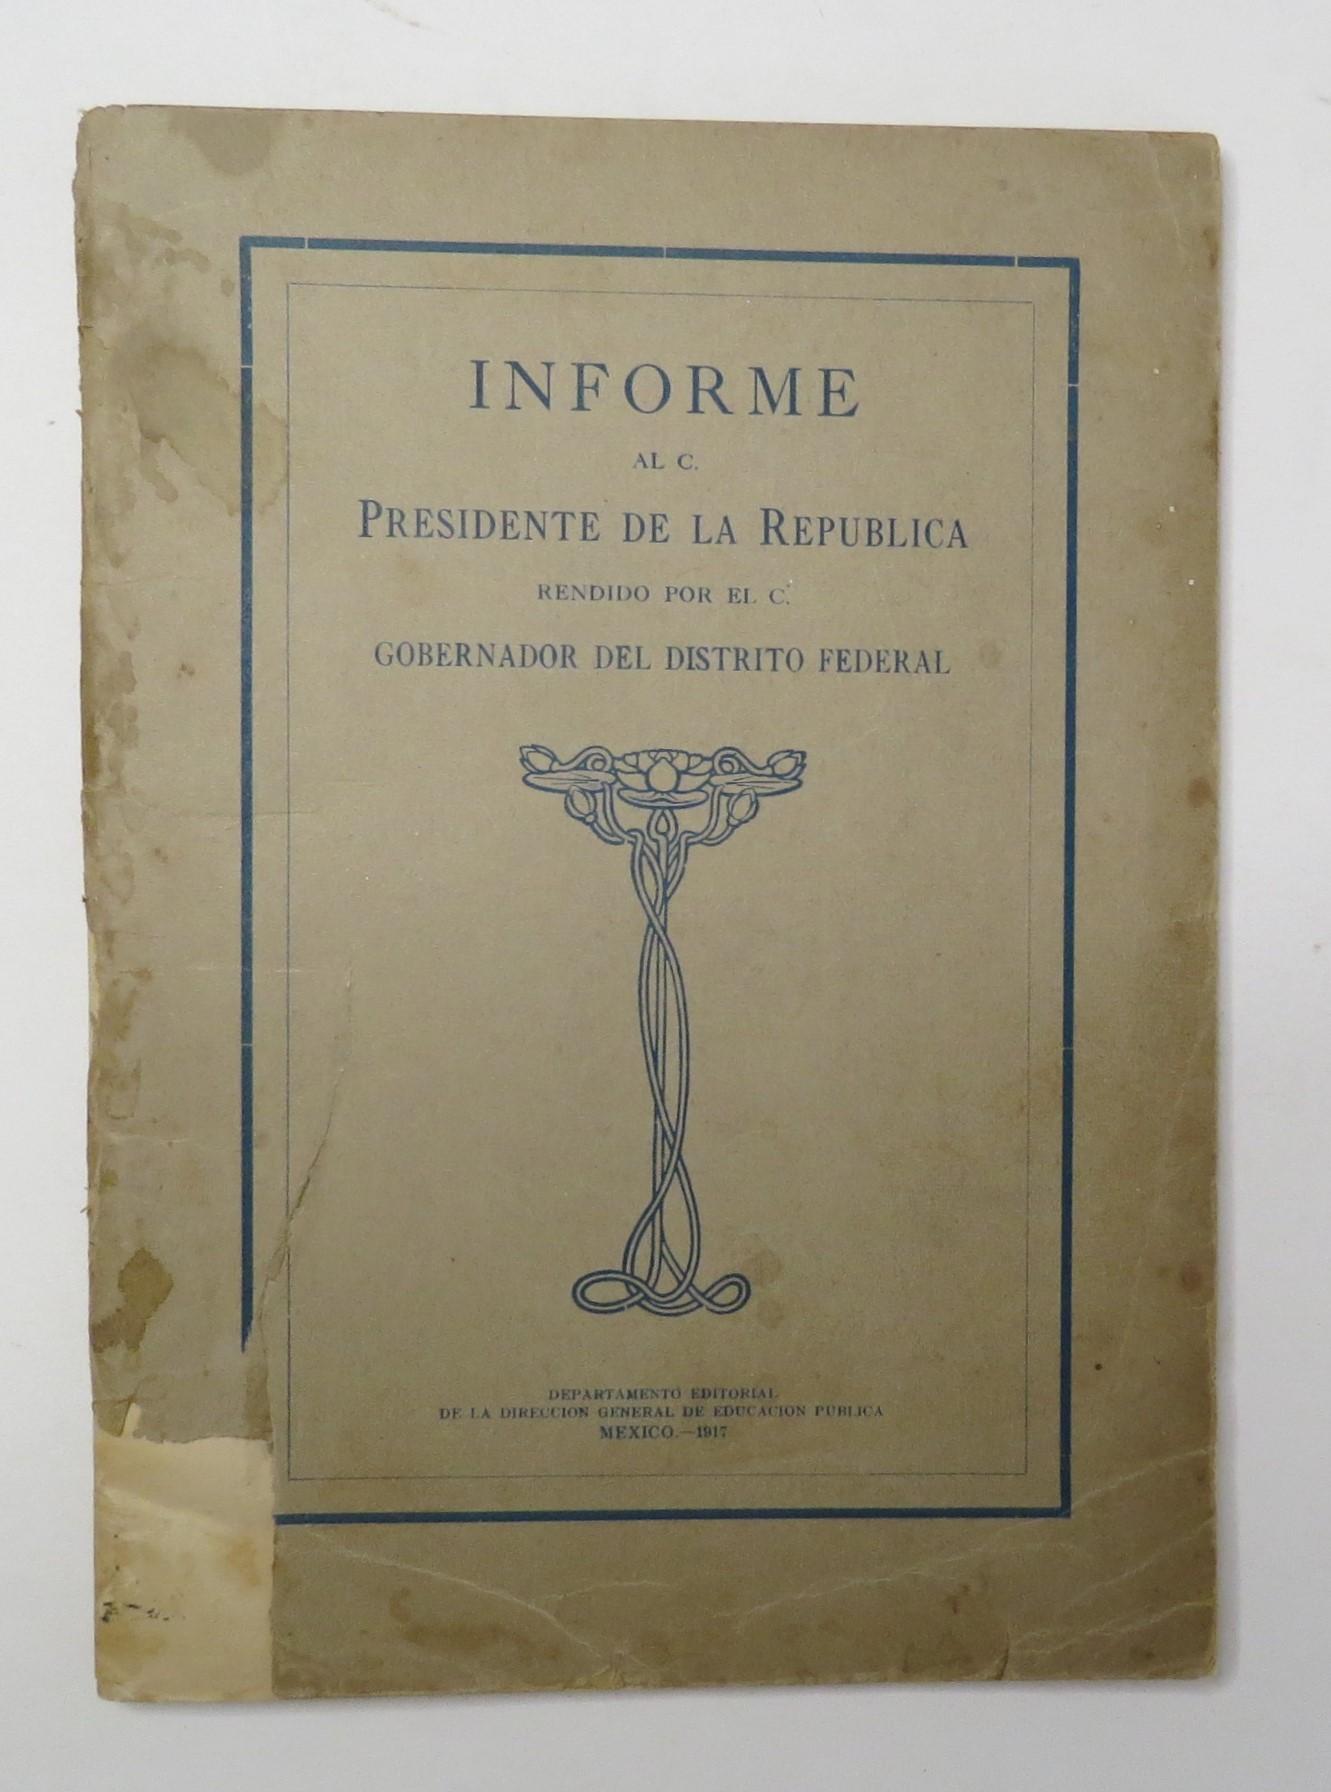 INFORME
AL C.
PRESIDENTE DE LA REPUBLICA
RENDIDO POR EL C.
GOBERNADOR DEL DISTRITO FEDERAL
DEPARTAMENTO EDITORIAL
DE LA DIRECCION GENERAL DE EDUCACION PUBLICA
MEXICO.—1917